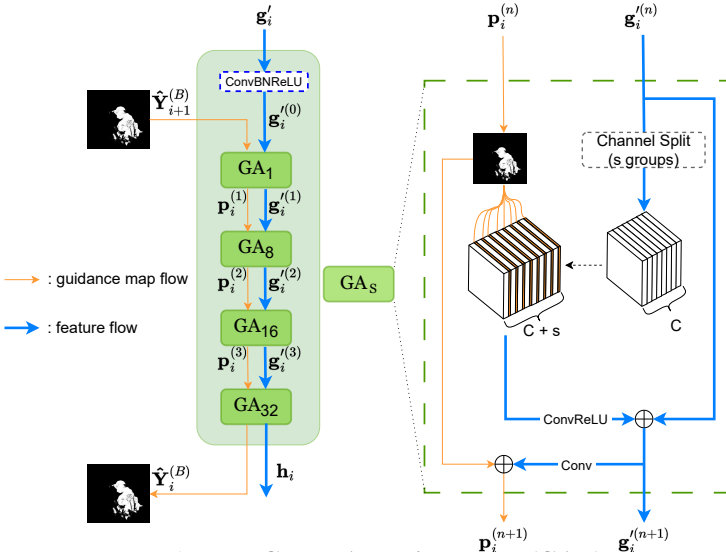 g′_i
ConvBNReLU
Ŷ^(B)_{i+1}
g′^(0)_i
GA_1
p^(1)_i
g′^(1)_i
GA_8
p^(2)_i
g′^(2)_i
GA_16
p^(3)_i
g′^(3)_i
GA_32
Ŷ^(B)_i
h_i
: guidance map flow
: feature flow
GA_S
p^(n)_i
g′^(n)_i
Channel Split
(s groups)
C + s
C
ConvReLU
Conv
p^(n+1)_i
g′^(n+1)_i